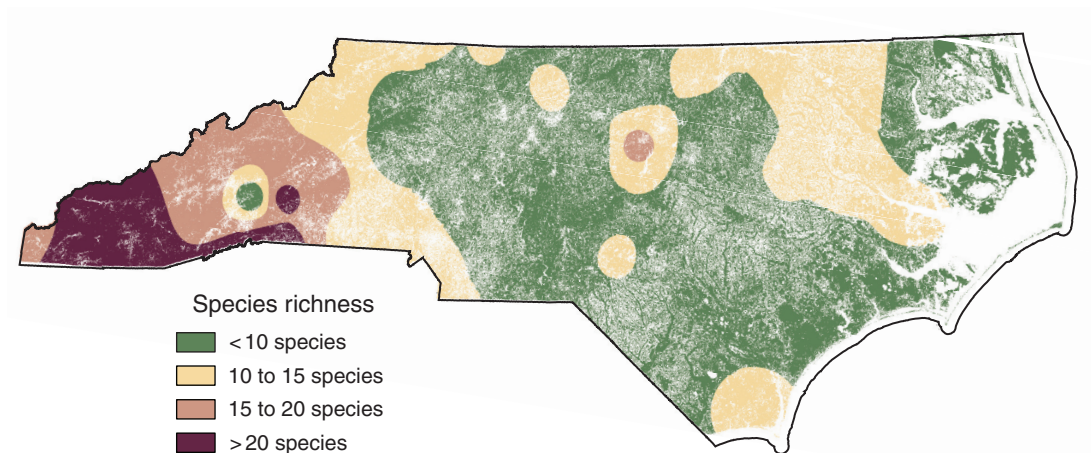 Species richness
<10 species
10 to 15 species
15 to 20 species
>20 species